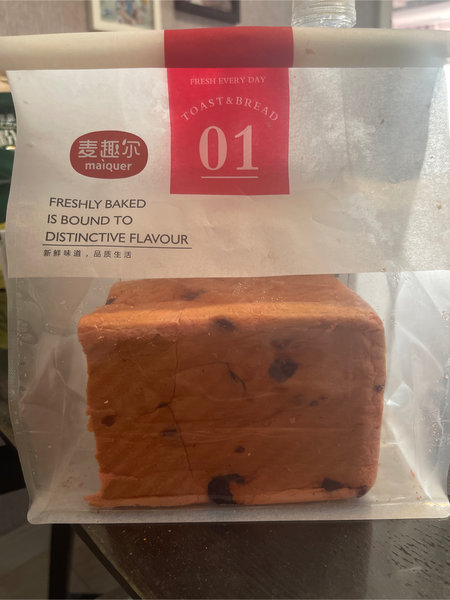 FRESH EVERY DAY
TOAST&BREAD
01
麦趣尔
maiquer
FRESHLY BAKED
IS BOUND TO
DISTINCTIVE FLAVOUR
新鲜味道，品质生活